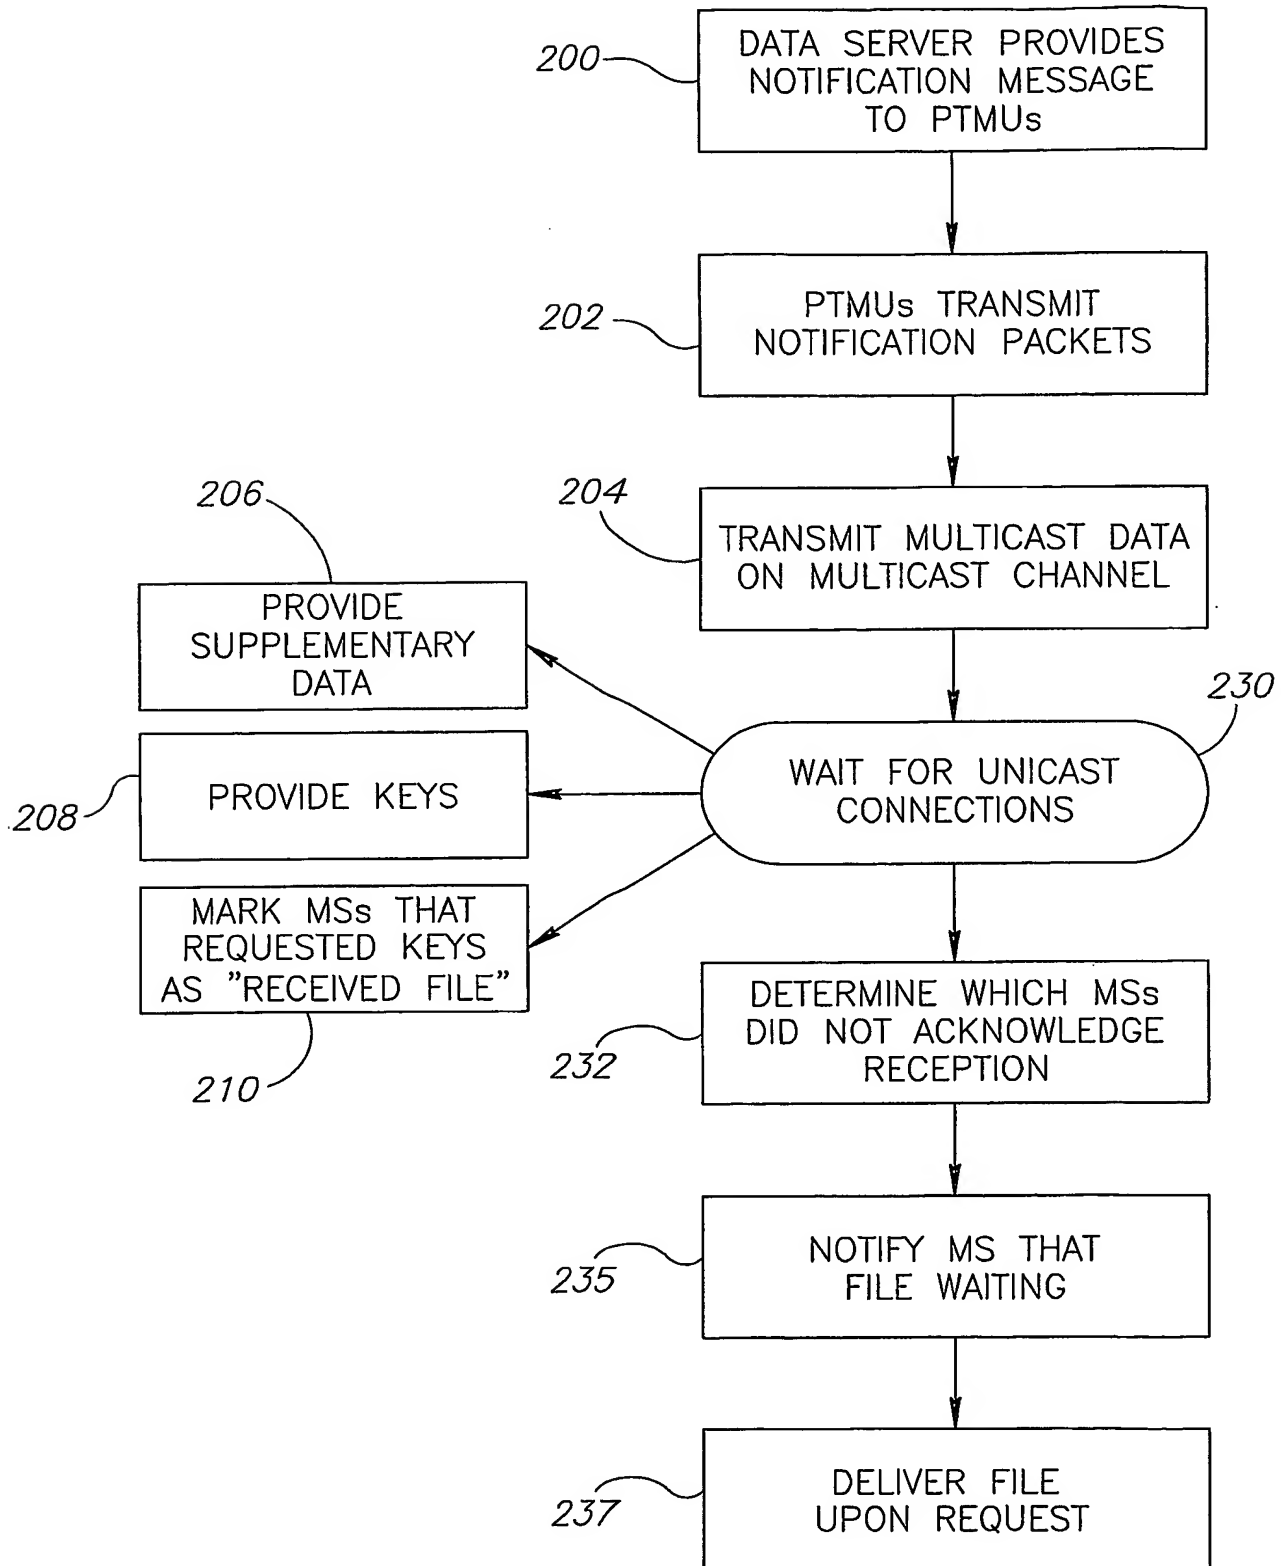 200
DATA SERVER PROVIDES
NOTIFICATION MESSAGE
TO PTMUs
202
PTMUs TRANSMIT
NOTIFICATION PACKETS
204
TRANSMIT MULTICAST DATA
ON MULTICAST CHANNEL
206
PROVIDE
SUPPLEMENTARY
DATA
208
PROVIDE KEYS
MARK MSs THAT
REQUESTED KEYS
AS "RECEIVED FILE"
210
230
WAIT FOR UNICAST
CONNECTIONS
232
DETERMINE WHICH MSs
DID NOT ACKNOWLEDGE
RECEPTION
235
NOTIFY MS THAT
FILE WAITING
237
DELIVER FILE
UPON REQUEST